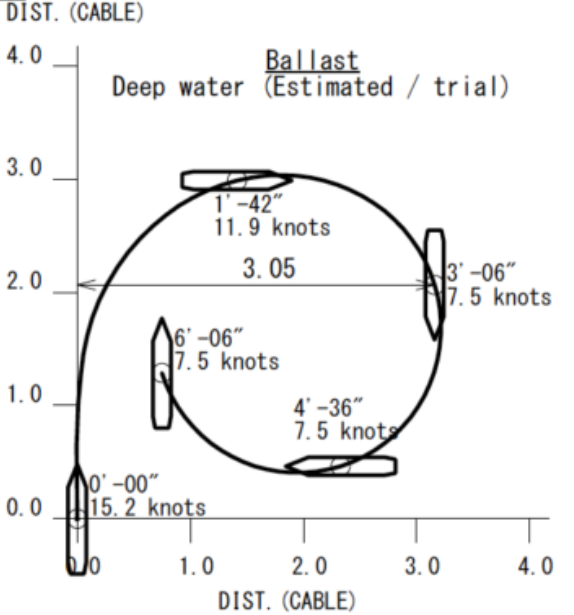 DIST.(CABLE)
4.0
Ballast
Deep water (Estimated / trial)
3.0
1'-42"
11.9 knots
3.05
3'-06"
7.5 knots
2.0
6'-06"
7.5 knots
1.0
4'-36"
7.5 knots
0'-00"
15.2 knots
0.0
0.0 1.0 2.0 3.0 4.0
DIST.(CABLE)